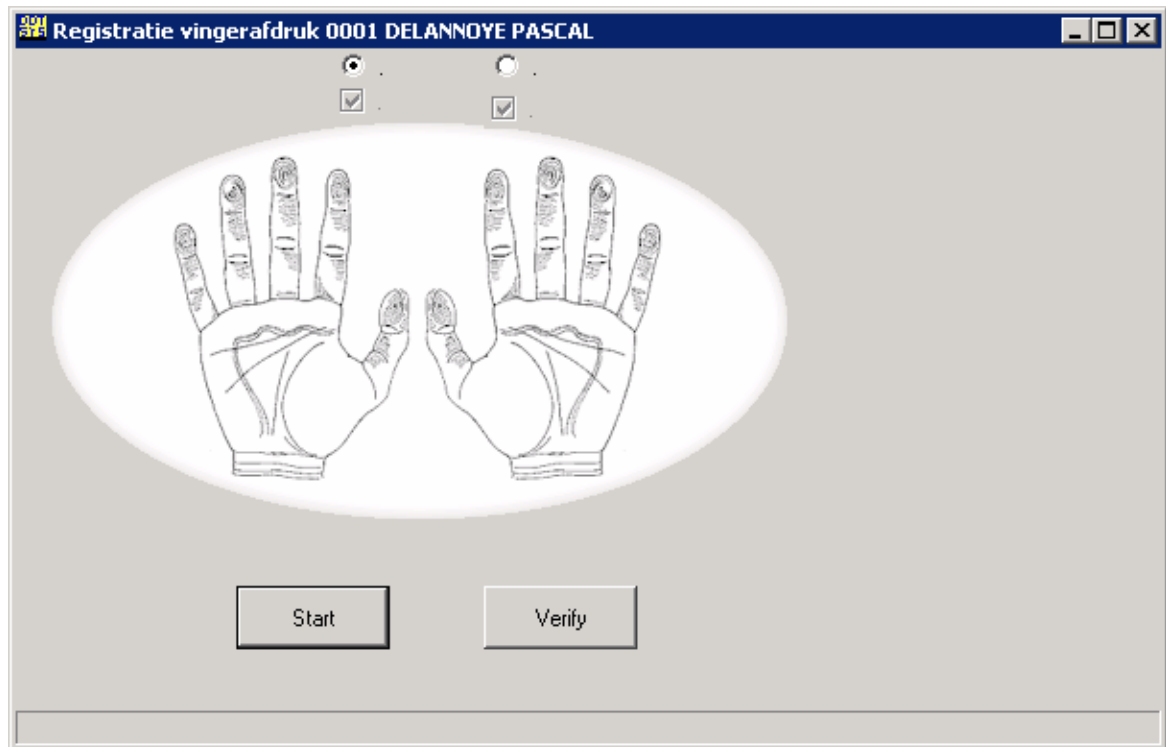 Registratie vingerafdruk 0001 DELANNOYE PASCAL
. .
. .
Start Verify